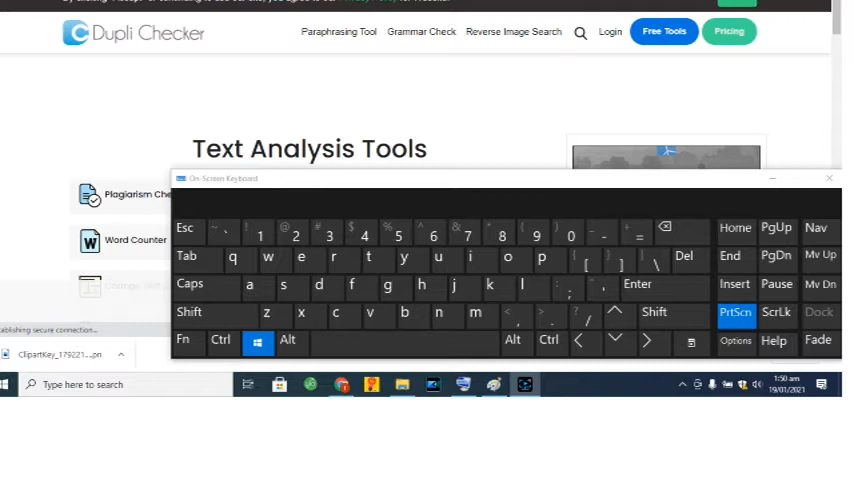 Dupli Checker Paraphrasing Tool Grammar Check Reverse Image Search Login Free Tools Pricing
Text Analysis Tools
Plagiarism Che
Word Counter
On-Screen Keyboard
Esc ~ ` ! 1 @ 2 # 3 $ 4 % 5 ^ 6 & 7 * 8 ( 9 ) 0 _ - + = Home PgUp Nav
Tab q w e r t y u i o p { [ } ] | \ Del End PgDn Mv Up
Caps a s d f g h j k l : ; " ' Enter Insert Pause Mv Dn
Shift z x c v b n m < , > . ? / Shift PrtScn ScrLk Dock
Fn Ctrl Alt Alt Ctrl Options Help Fade
ablishing secure connection...
ClipartKey_179221....pn
Type here to search
1:50 am
19/01/2021